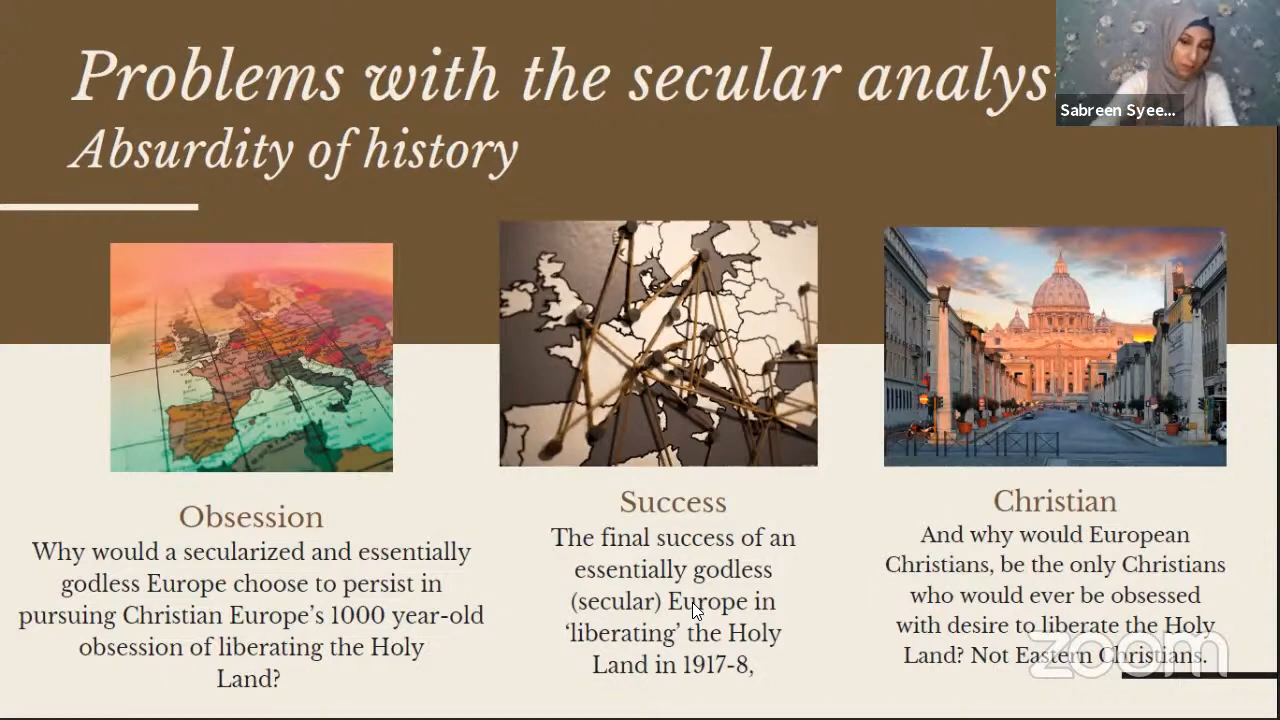 Problems with the secular analys
Absurdity of history
Sabreen Syee...
Obsession
Why would a secularized and essentially
godless Europe choose to persist in
pursuing Christian Europe's 1000 year-old
obsession of liberating the Holy
Land?
Success
The final success of an
essentially godless
(secular) Europe in
‘liberating’ the Holy
Land in 1917-8,
Christian
And why would European
Christians, be the only Christians
who would ever be obsessed
with desire to liberate the Holy
Land? Not Eastern Christians.
zoom